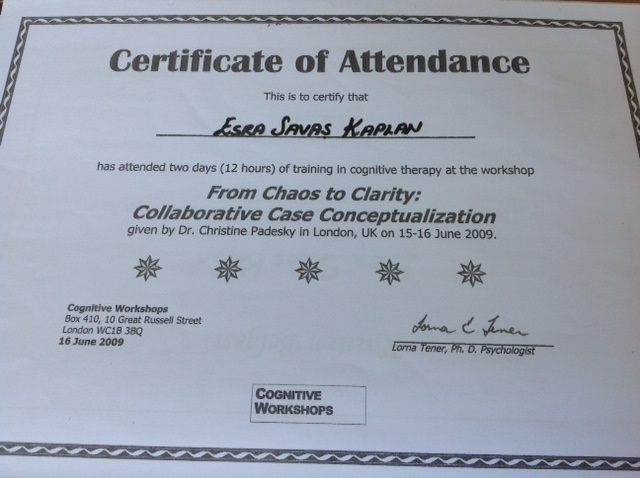 Certificate of Attendance
This is to certify that
ESRA SAVAŞ KAPLAN
has attended two days (12 hours) of training in cognitive therapy at the workshop
From Chaos to Clarity:
Collaborative Case Conceptualization
given by Dr. Christine Padesky in London, UK on 15-16 June 2009.
Cognitive Workshops
Box 410, 10 Great Russell Street
London WC1B 3BQ
16 June 2009
Lorna E Tener
Lorna Tener, Ph. D. Psychologist
COGNITIVE
WORKSHOPS